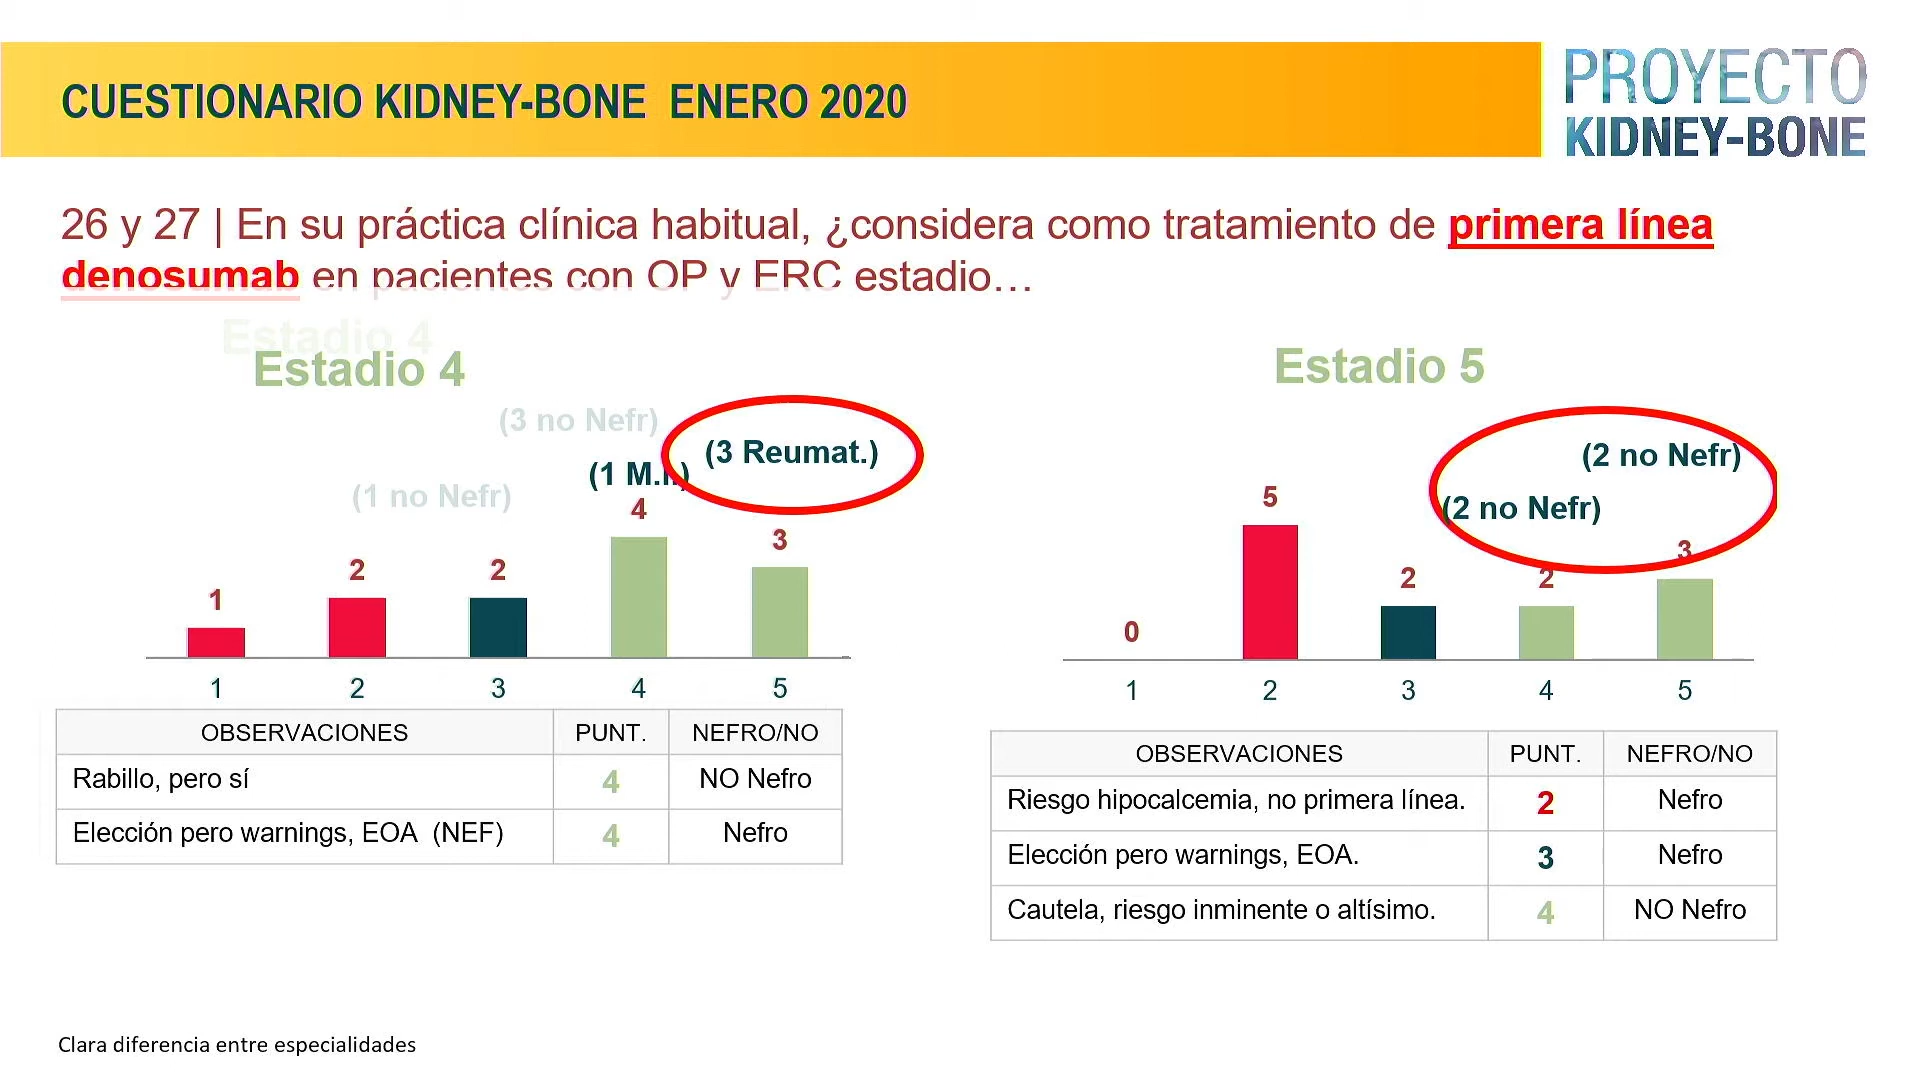 CUESTIONARIO KIDNEY-BONE ENERO 2020
PROYECTO
KIDNEY-BONE
26 y 27 | En su práctica clínica habitual, ¿considera como tratamiento de primera línea
denosumab en pacientes con OP y ERC estadio…
Estadio 4
Estadio 4
(3 no Nefr)
(3 Reumat.)
(1 M.I.)
(1 no Nefr)
1
2
2
4
3
1 2 3 4 5
OBSERVACIONES PUNT. NEFRO/NO
Rabillo, pero sí 4 NO Nefro
Elección pero warnings, EOA (NEF) 4 Nefro
Estadio 5
(2 no Nefr)
(2 no Nefr)
0
5
2
2
3
1 2 3 4 5
OBSERVACIONES PUNT. NEFRO/NO
Riesgo hipocalcemia, no primera línea. 2 Nefro
Elección pero warnings, EOA. 3 Nefro
Cautela, riesgo inminente o altísimo. 4 NO Nefro
Clara diferencia entre especialidades